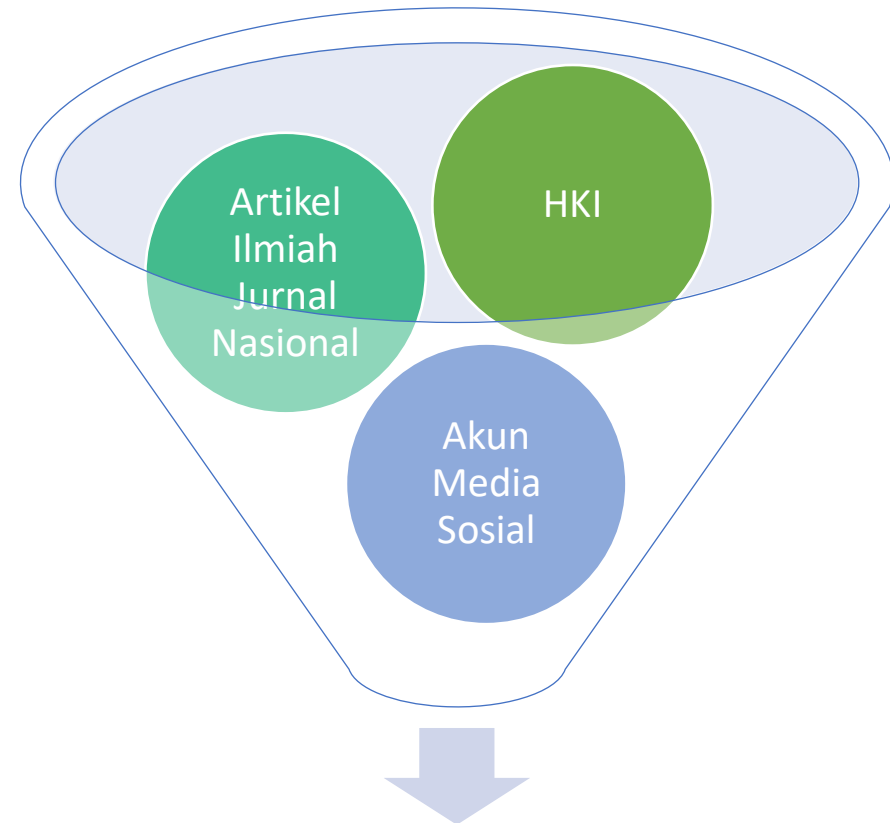 Artikel
Ilmiah
Jurnal
Nasional
HKI
Akun
Media
Sosial